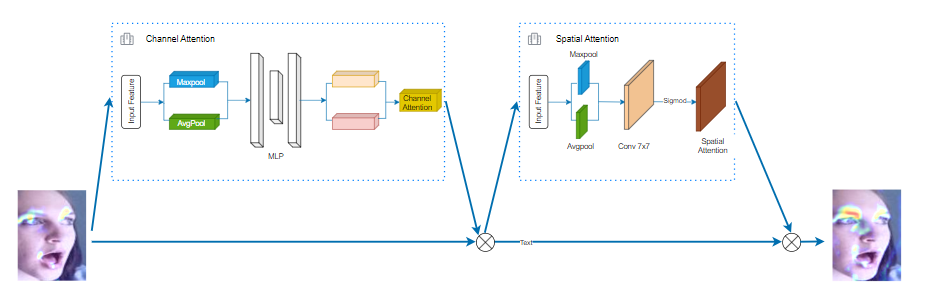 Channel Attention
Input Feature
Maxpool
AvgPool
MLP
Channel
Attention
Spatial Attention
Input Feature
Maxpool
Avgpool
Conv 7x7
Sigmod
Spatial
Attention
Text